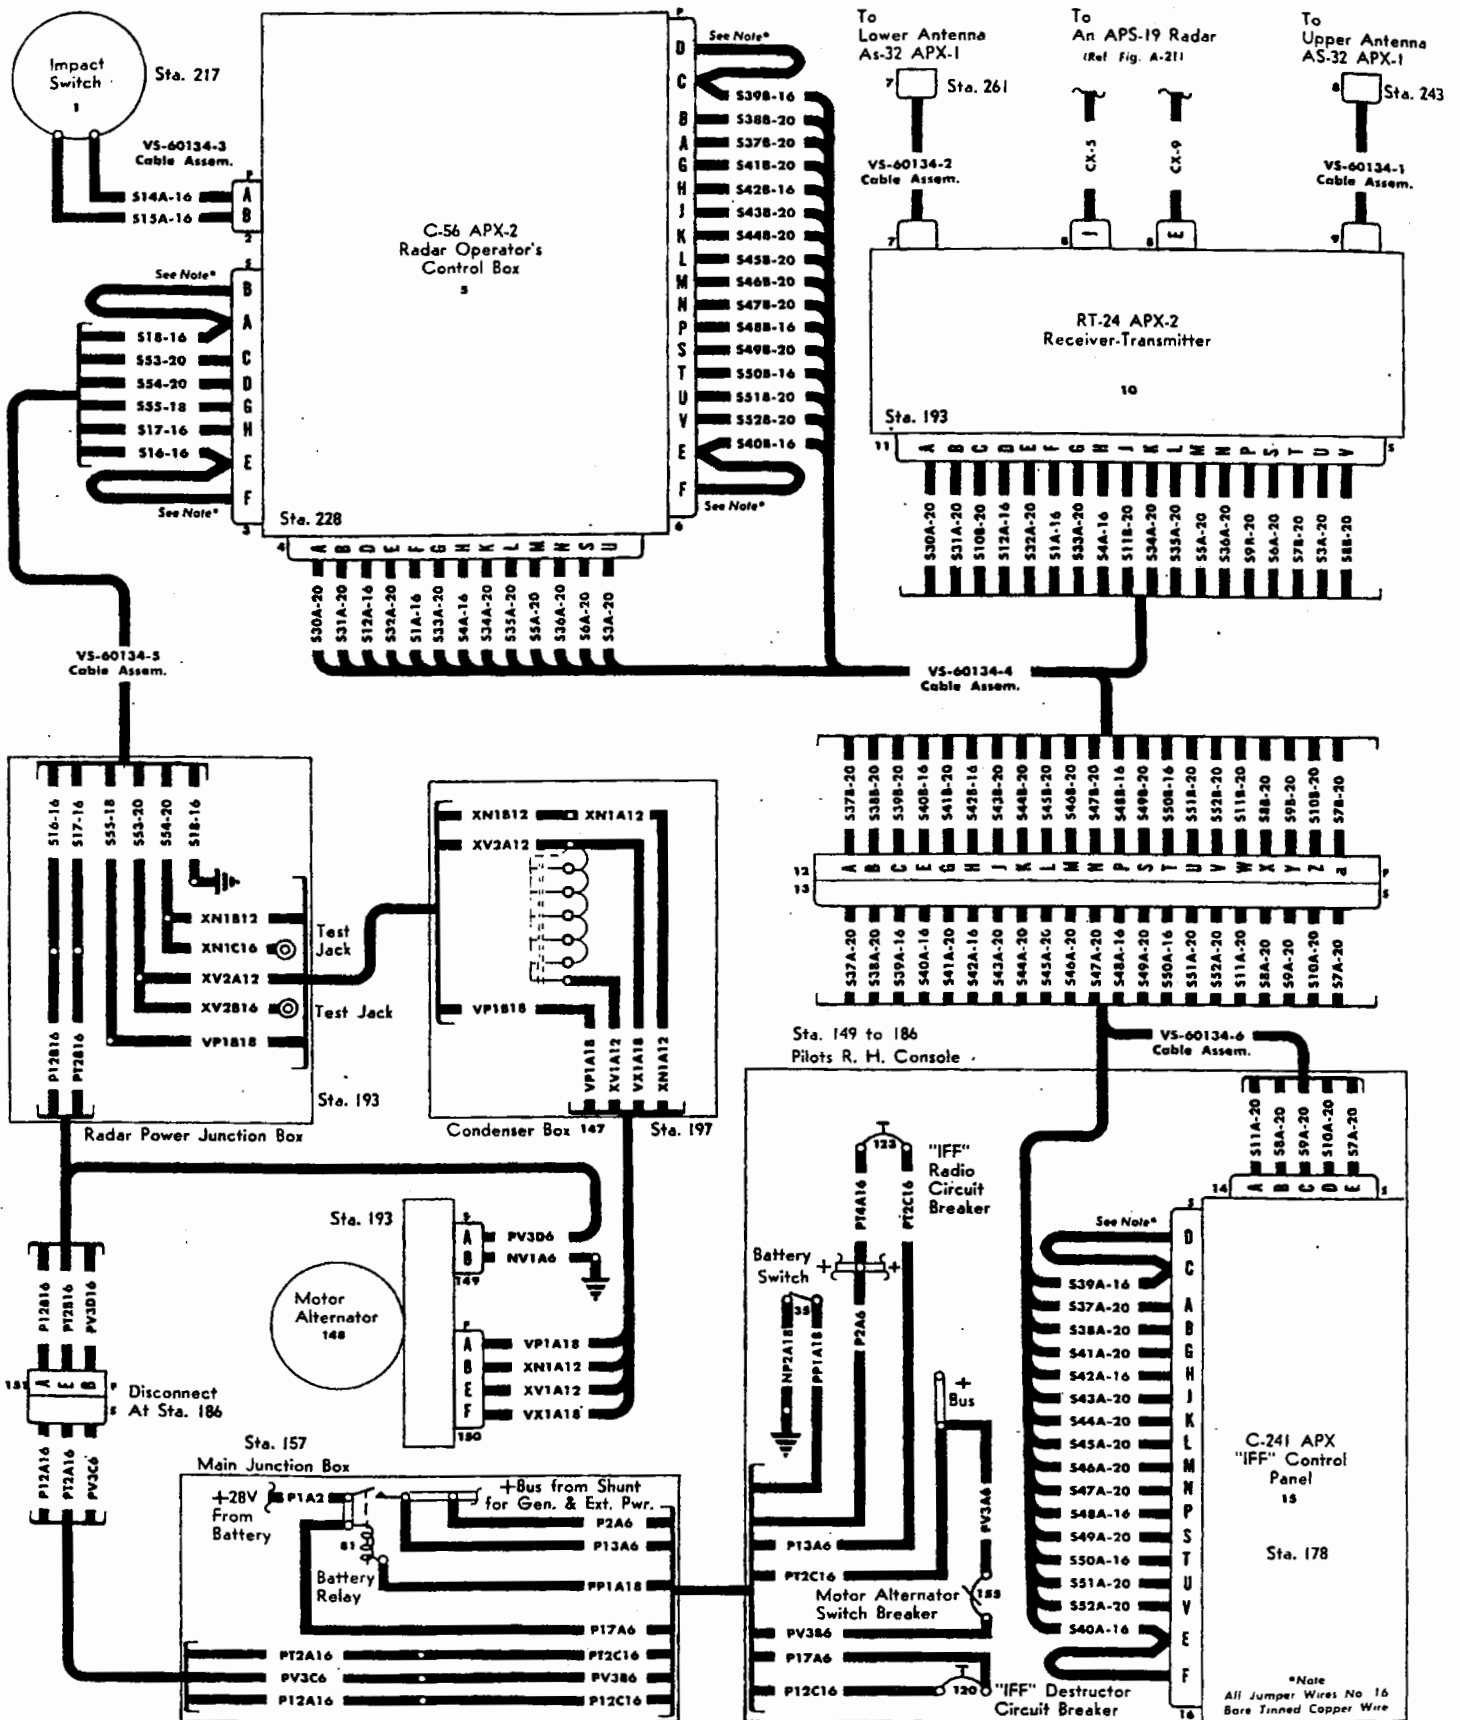 Impact
Switch
1
Sta. 217
VS-60134-3
Cable Assem.
S14A-16
S15A-16
P
A
B
2
S
See Note*
B
A
S18-16
S53-20
C
S54-20
D
S55-18
G
S17-16
H
S16-16
E
F
See Note*
3
C-56 APX-2
Radar Operator's
Control Box
5
Sta. 228
P
D
See Note*
C
S39B-16
B
S38B-20
A
S37B-20
G
S41B-20
H
S42B-16
J
S43B-20
K
S44B-20
L
S45B-20
M
S46B-20
N
S47B-20
P
S48B-16
S
S49B-20
T
S50B-16
U
S51B-20
V
S52B-20
S40B-16
E
F
See Note*
6
4
A B D E F G H K L M N S U
S30A-20
S31A-20
S12A-16
S32A-20
S1A-16
S33A-20
S4A-16
S34A-20
S35A-20
S5A-20
S36A-20
S6A-20
S3A-20
To
Lower Antenna
As-32 APX-1
7
Sta. 261
VS-60134-2
Cable Assem.
7
To
An APS-19 Radar
(Ref Fig. A-21)
CX-5
CX-9
8 J
8 E
To
Upper Antenna
AS-32 APX-1
8
Sta. 243
VS-60134-1
Cable Assem.
9
RT-24 APX-2
Receiver-Transmitter
10
Sta. 193
11
A B C D E F G H J K L M N P S T U V
S
S30A-20
S31A-20
S10B-20
S12A-16
S32A-20
S1A-16
S33A-20
S4A-16
S11B-20
S34A-20
S35A-20
S5A-20
S36A-20
S9B-20
S6A-20
S7B-20
S3A-20
S8B-20
VS-60134-4
Cable Assem.
VS-60134-5
Cable Assem.
S16-16
S17-16
S55-18
S53-20
S54-20
S18-16
XN1B12
Test
Jack
XN1C16
XV2A12
XV2B16
Test Jack
VP1B18
P12B16
PT2B16
Sta. 193
Radar Power Junction Box
XN1B12
XN1A12
XV2A12
VP1B18
VP1A18
XV1A12
VX1A18
XN1A12
Condenser Box 147
Sta. 197
S37B-20
S38B-20
S39B-20
S40B-16
S41B-20
S42B-16
S43B-20
S44B-20
S45B-20
S46B-20
S47B-20
S48B-16
S49B-20
S50B-16
S51B-20
S52B-20
S11B-20
S8B-20
S9B-20
S10B-20
S7B-20
12
A B C E G H J K L M N P S T U V W X Y Z a
P
13
S
S37A-20
S38A-20
S39A-16
S40A-16
S41A-20
S42A-16
S43A-20
S44A-20
S45A-20
S46A-20
S47A-20
S48A-16
S49A-20
S50A-16
S51A-20
S52A-20
S11A-20
S8A-20
S9A-20
S10A-20
S7A-20
Sta. 149 to 186
Pilots R. H. Console
VS-60134-6
Cable Assem.
S11A-20
S8A-20
S9A-20
S10A-20
S7A-20
14
A B C D E
S
Sta. 193
A
PV3D6
B
NV1A6
149
Motor
Alternator
148
P
A
VP1A18
B
XN1A12
E
XV1A12
F
VX1A18
150
P12B16
PT2B16
PV3D16
151
A E B
P
S
Disconnect
At Sta. 186
P12A16
PT2A16
PV3C6
Sta. 157
Main Junction Box
+28V
From
Battery
P1A2
+Bus from Shunt
for Gen. & Ext. Pwr.
P2A6
81
P13A6
Battery
Relay
PP1A18
P17A6
PT2A16
PT2C16
PV3C6
PV3B6
P12A16
P12C16
123
"IFF"
Radio
Circuit
Breaker
PT4A16
PT2C16
Battery
Switch
+
+
35
NP2A18
PP1A18
P2A6
+
Bus
PV3A6
P13A6
PT2C16
Motor Alternator
Switch Breaker
155
PV3B6
P17A6
P12C16
120
"IFF" Destructor
Circuit Breaker
S
See Note*
D
C
S39A-16
S37A-20
A
S38A-20
B
S41A-20
G
S42A-16
H
S43A-20
J
S44A-20
K
S45A-20
L
S46A-20
M
S47A-20
N
S48A-16
P
S49A-20
S
S50A-16
T
S51A-20
U
S52A-20
V
S40A-16
E
F
16
C-241 APX
"IFF" Control
Panel
15
Sta. 178
*Note
All Jumper Wires No 16
Bare Tinned Copper Wire